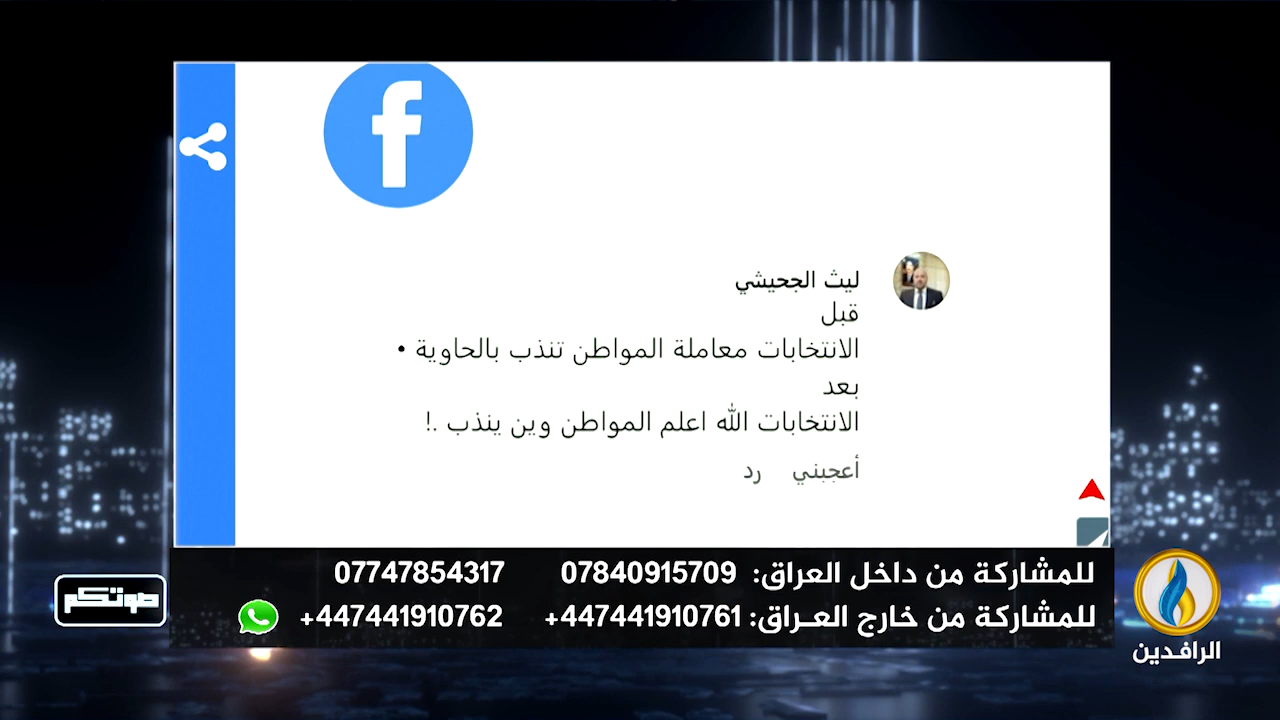 f
ليث الجحيشي
قبل
الانتخابات معاملة المواطن تنذب بالحاوية •
بعد
الانتخابات الله اعلم المواطن وين ينذب .!
أعجبني رد
للمشاركة من داخل العراق: 07840915709 07747854317
للمشاركة من خارج العـراق: 447441910761+ 447441910762+
صوتكم
الرافدين